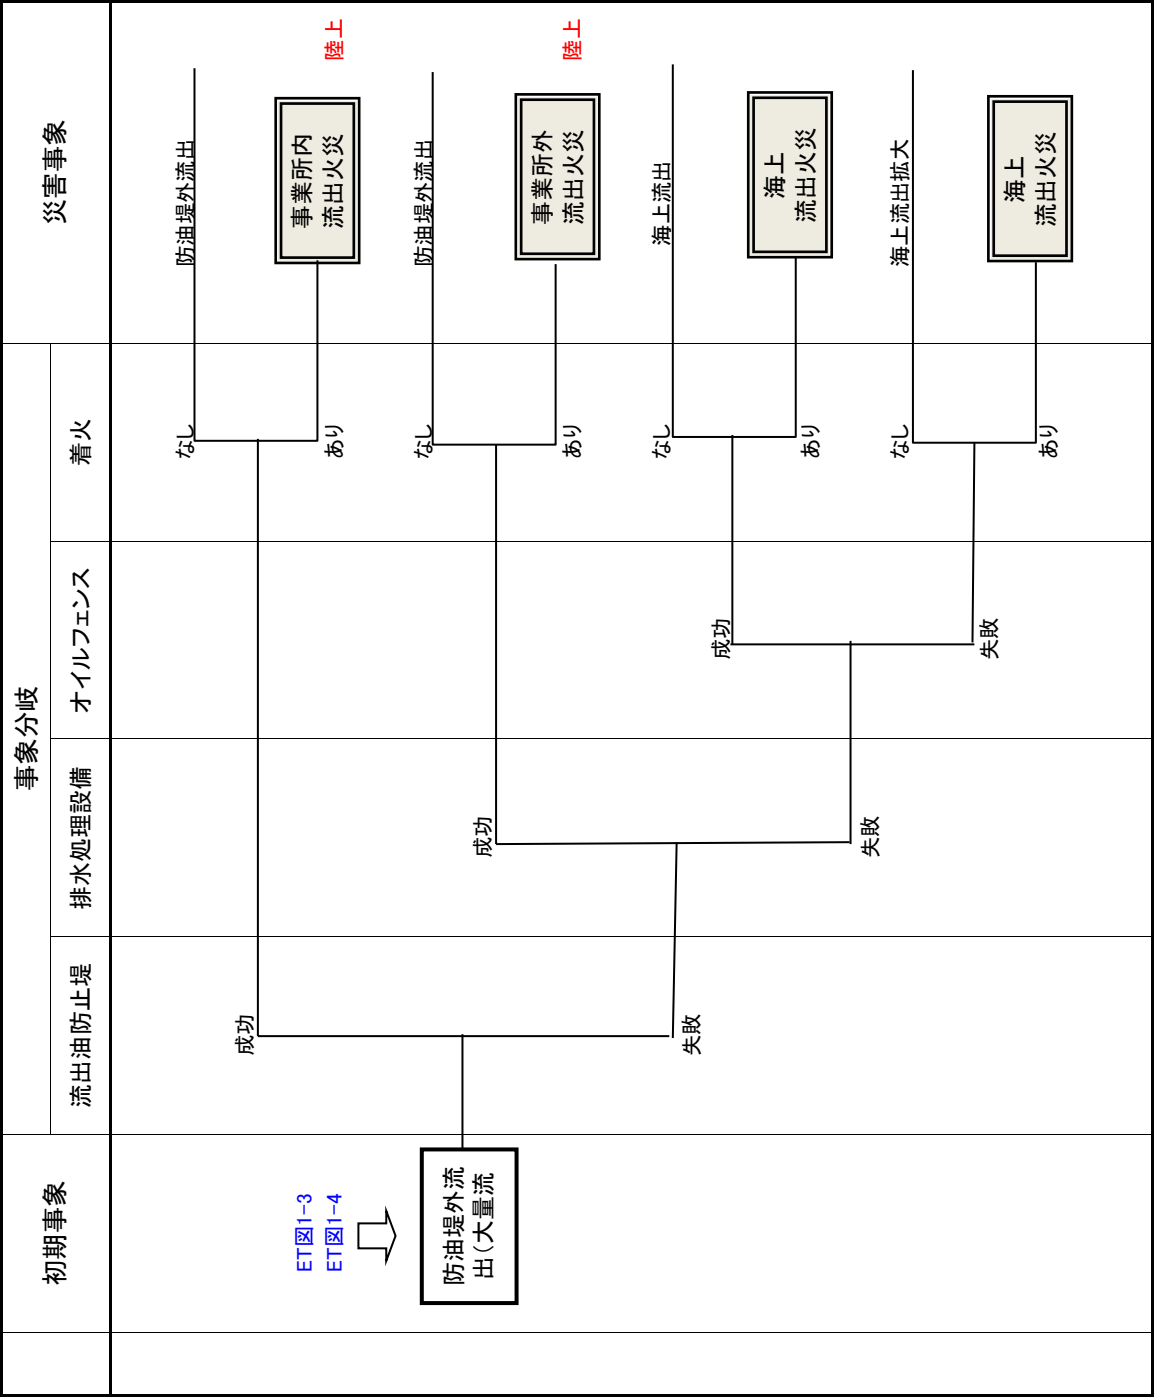 初期事象
事象分岐
災害事象
流出油防止堤
排水処理設備
オイルフェンス
着火
防油堤外流出
なし
成功
ET図1-3
ET図1-4
あり
事業所内
流出火災
陸上
防油堤外流
出（大量流
防油堤外流出
なし
成功
あり
事業所外
流出火災
陸上
失敗
海上流出
なし
成功
あり
海上
流出火災
失敗
海上流出拡大
なし
失敗
あり
海上
流出火災